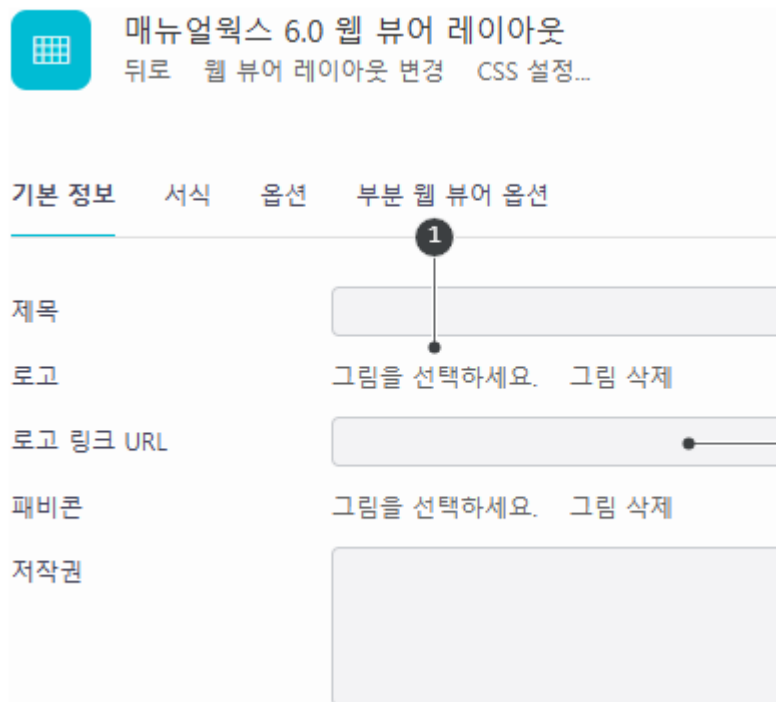 매뉴얼웍스 6.0 웹 뷰어 레이아웃
뒤로 웹 뷰어 레이아웃 변경 CSS 설정...
기본 정보 서식 옵션 부분 웹 뷰어 옵션
1
제목
로고 그림을 선택하세요. 그림 삭제
로고 링크 URL
패비콘 그림을 선택하세요. 그림 삭제
저작권